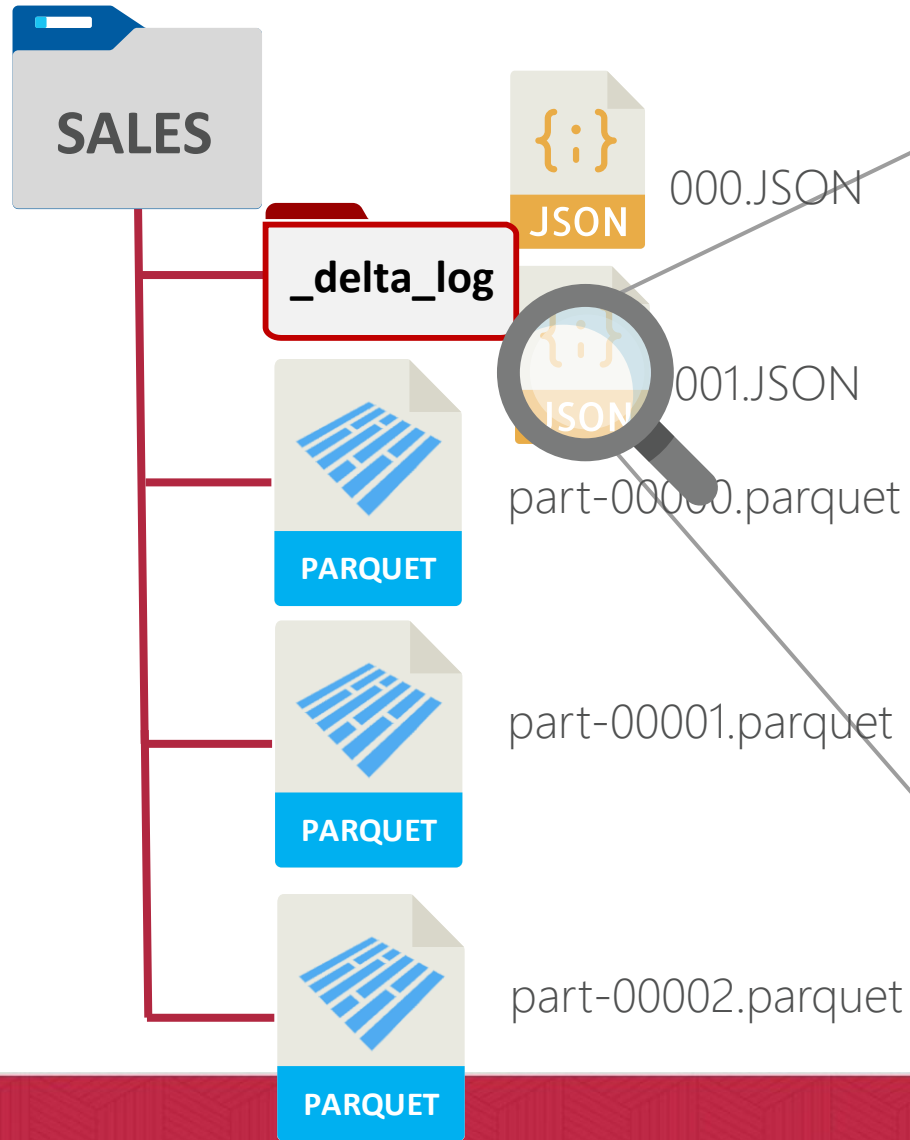 SALES
{;}
JSON
000.JSON
_delta_log
{;}
JSON
001.JSON
PARQUET
part-00000.parquet
PARQUET
part-00001.parquet
PARQUET
part-00002.parquet